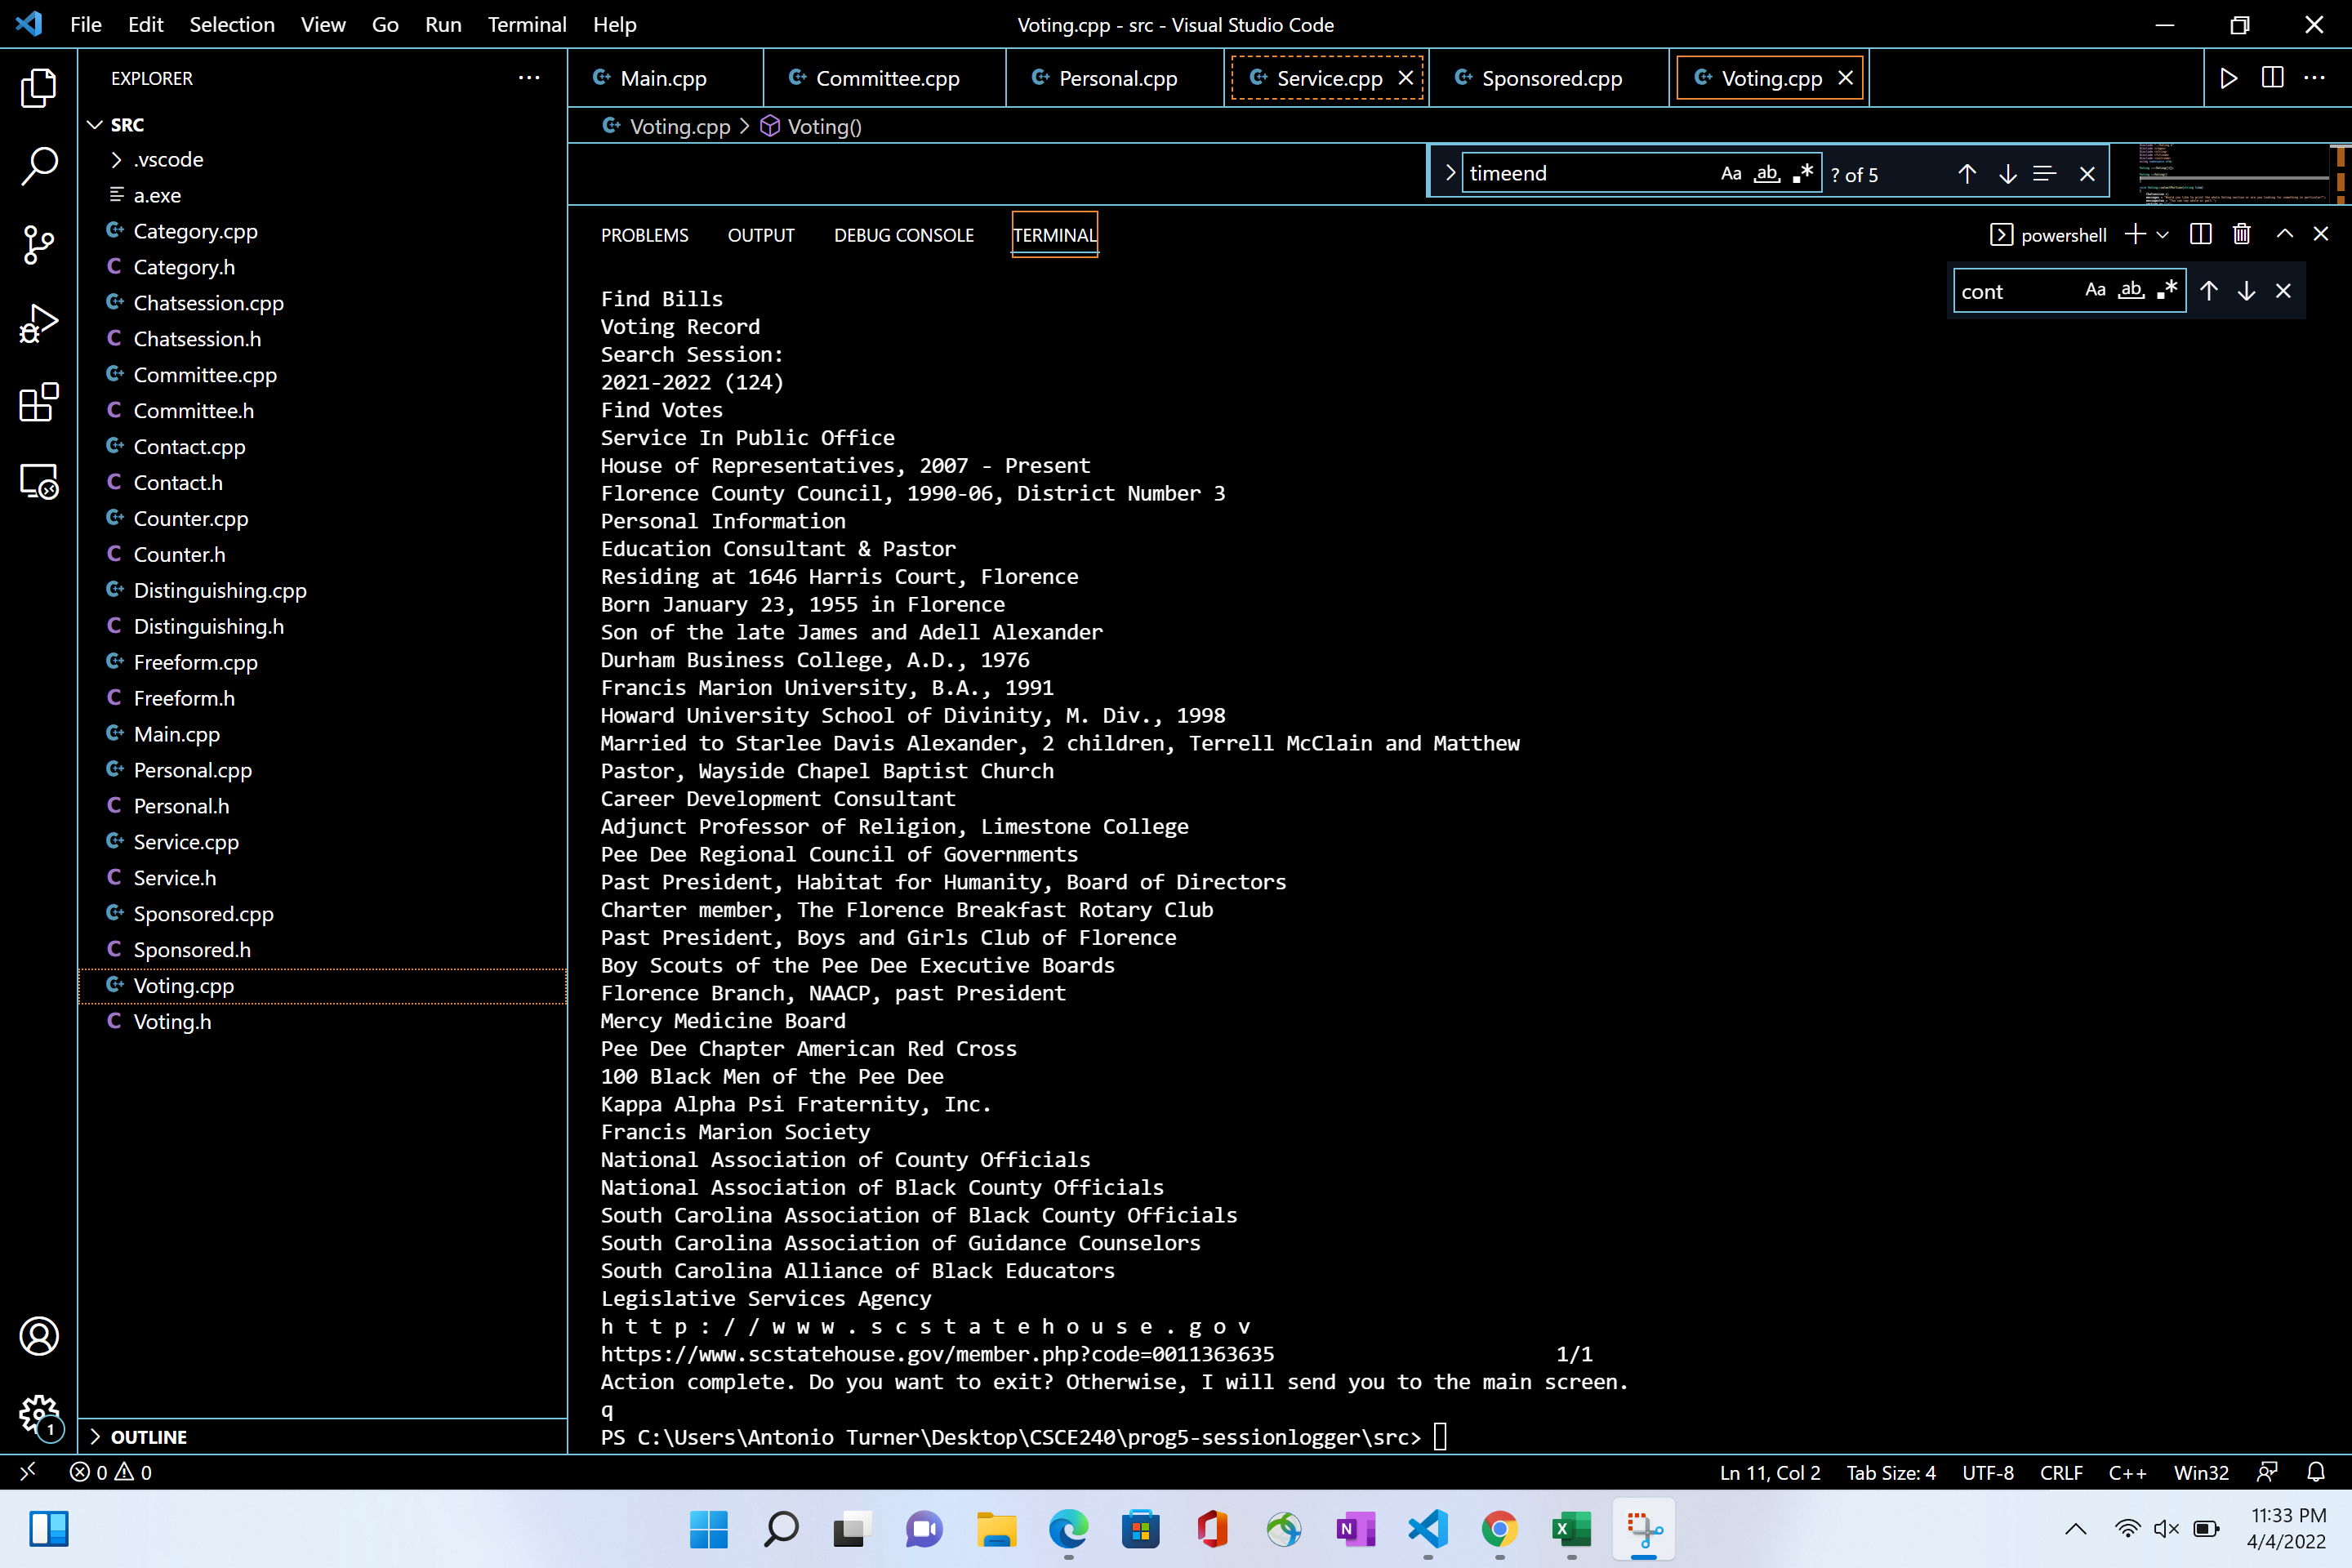 File Edit Selection View Go Run Terminal Help
Voting.cpp - src - Visual Studio Code
EXPLORER
SRC
.vscode
a.exe
Category.cpp
Category.h
Chatsession.cpp
Chatsession.h
Committee.cpp
Committee.h
Contact.cpp
Contact.h
Counter.cpp
Counter.h
Distinguishing.cpp
Distinguishing.h
Freeform.cpp
Freeform.h
Main.cpp
Personal.cpp
Personal.h
Service.cpp
Service.h
Sponsored.cpp
Sponsored.h
Voting.cpp
Voting.h
OUTLINE
Main.cpp Committee.cpp Personal.cpp Service.cpp Sponsored.cpp Voting.cpp
Voting.cpp > Voting()
timeend Aa ab ? of 5
PROBLEMS OUTPUT DEBUG CONSOLE TERMINAL
powershell
cont Aa ab
Find Bills
Voting Record
Search Session:
2021-2022 (124)
Find Votes
Service In Public Office
House of Representatives, 2007 - Present
Florence County Council, 1990-06, District Number 3
Personal Information
Education Consultant & Pastor
Residing at 1646 Harris Court, Florence
Born January 23, 1955 in Florence
Son of the late James and Adell Alexander
Durham Business College, A.D., 1976
Francis Marion University, B.A., 1991
Howard University School of Divinity, M. Div., 1998
Married to Starlee Davis Alexander, 2 children, Terrell McClain and Matthew
Pastor, Wayside Chapel Baptist Church
Career Development Consultant
Adjunct Professor of Religion, Limestone College
Pee Dee Regional Council of Governments
Past President, Habitat for Humanity, Board of Directors
Charter member, The Florence Breakfast Rotary Club
Past President, Boys and Girls Club of Florence
Boy Scouts of the Pee Dee Executive Boards
Florence Branch, NAACP, past President
Mercy Medicine Board
Pee Dee Chapter American Red Cross
100 Black Men of the Pee Dee
Kappa Alpha Psi Fraternity, Inc.
Francis Marion Society
National Association of County Officials
National Association of Black County Officials
South Carolina Association of Black County Officials
South Carolina Association of Guidance Counselors
South Carolina Alliance of Black Educators
Legislative Services Agency
h t t p : / / w w w . s c s t a t e h o u s e . g o v
https://www.scstatehouse.gov/member.php?code=0011363635 1/1
Action complete. Do you want to exit? Otherwise, I will send you to the main screen.
q
PS C:\Users\Antonio Turner\Desktop\CSCE240\prog5-sessionlogger\src>
1
0 0
Ln 11, Col 2 Tab Size: 4 UTF-8 CRLF C++ Win32
11:33 PM
4/4/2022